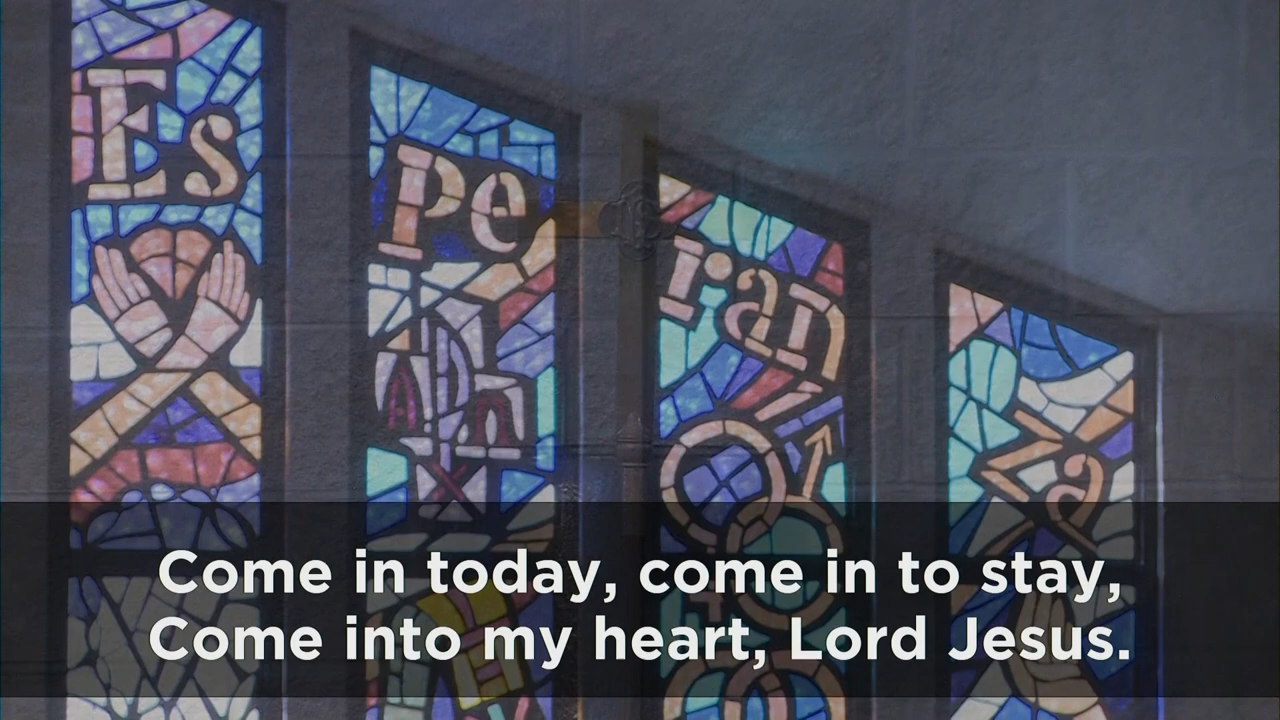 Es
pe
ran
za
Come in today, come in to stay,
Come into my heart, Lord Jesus.